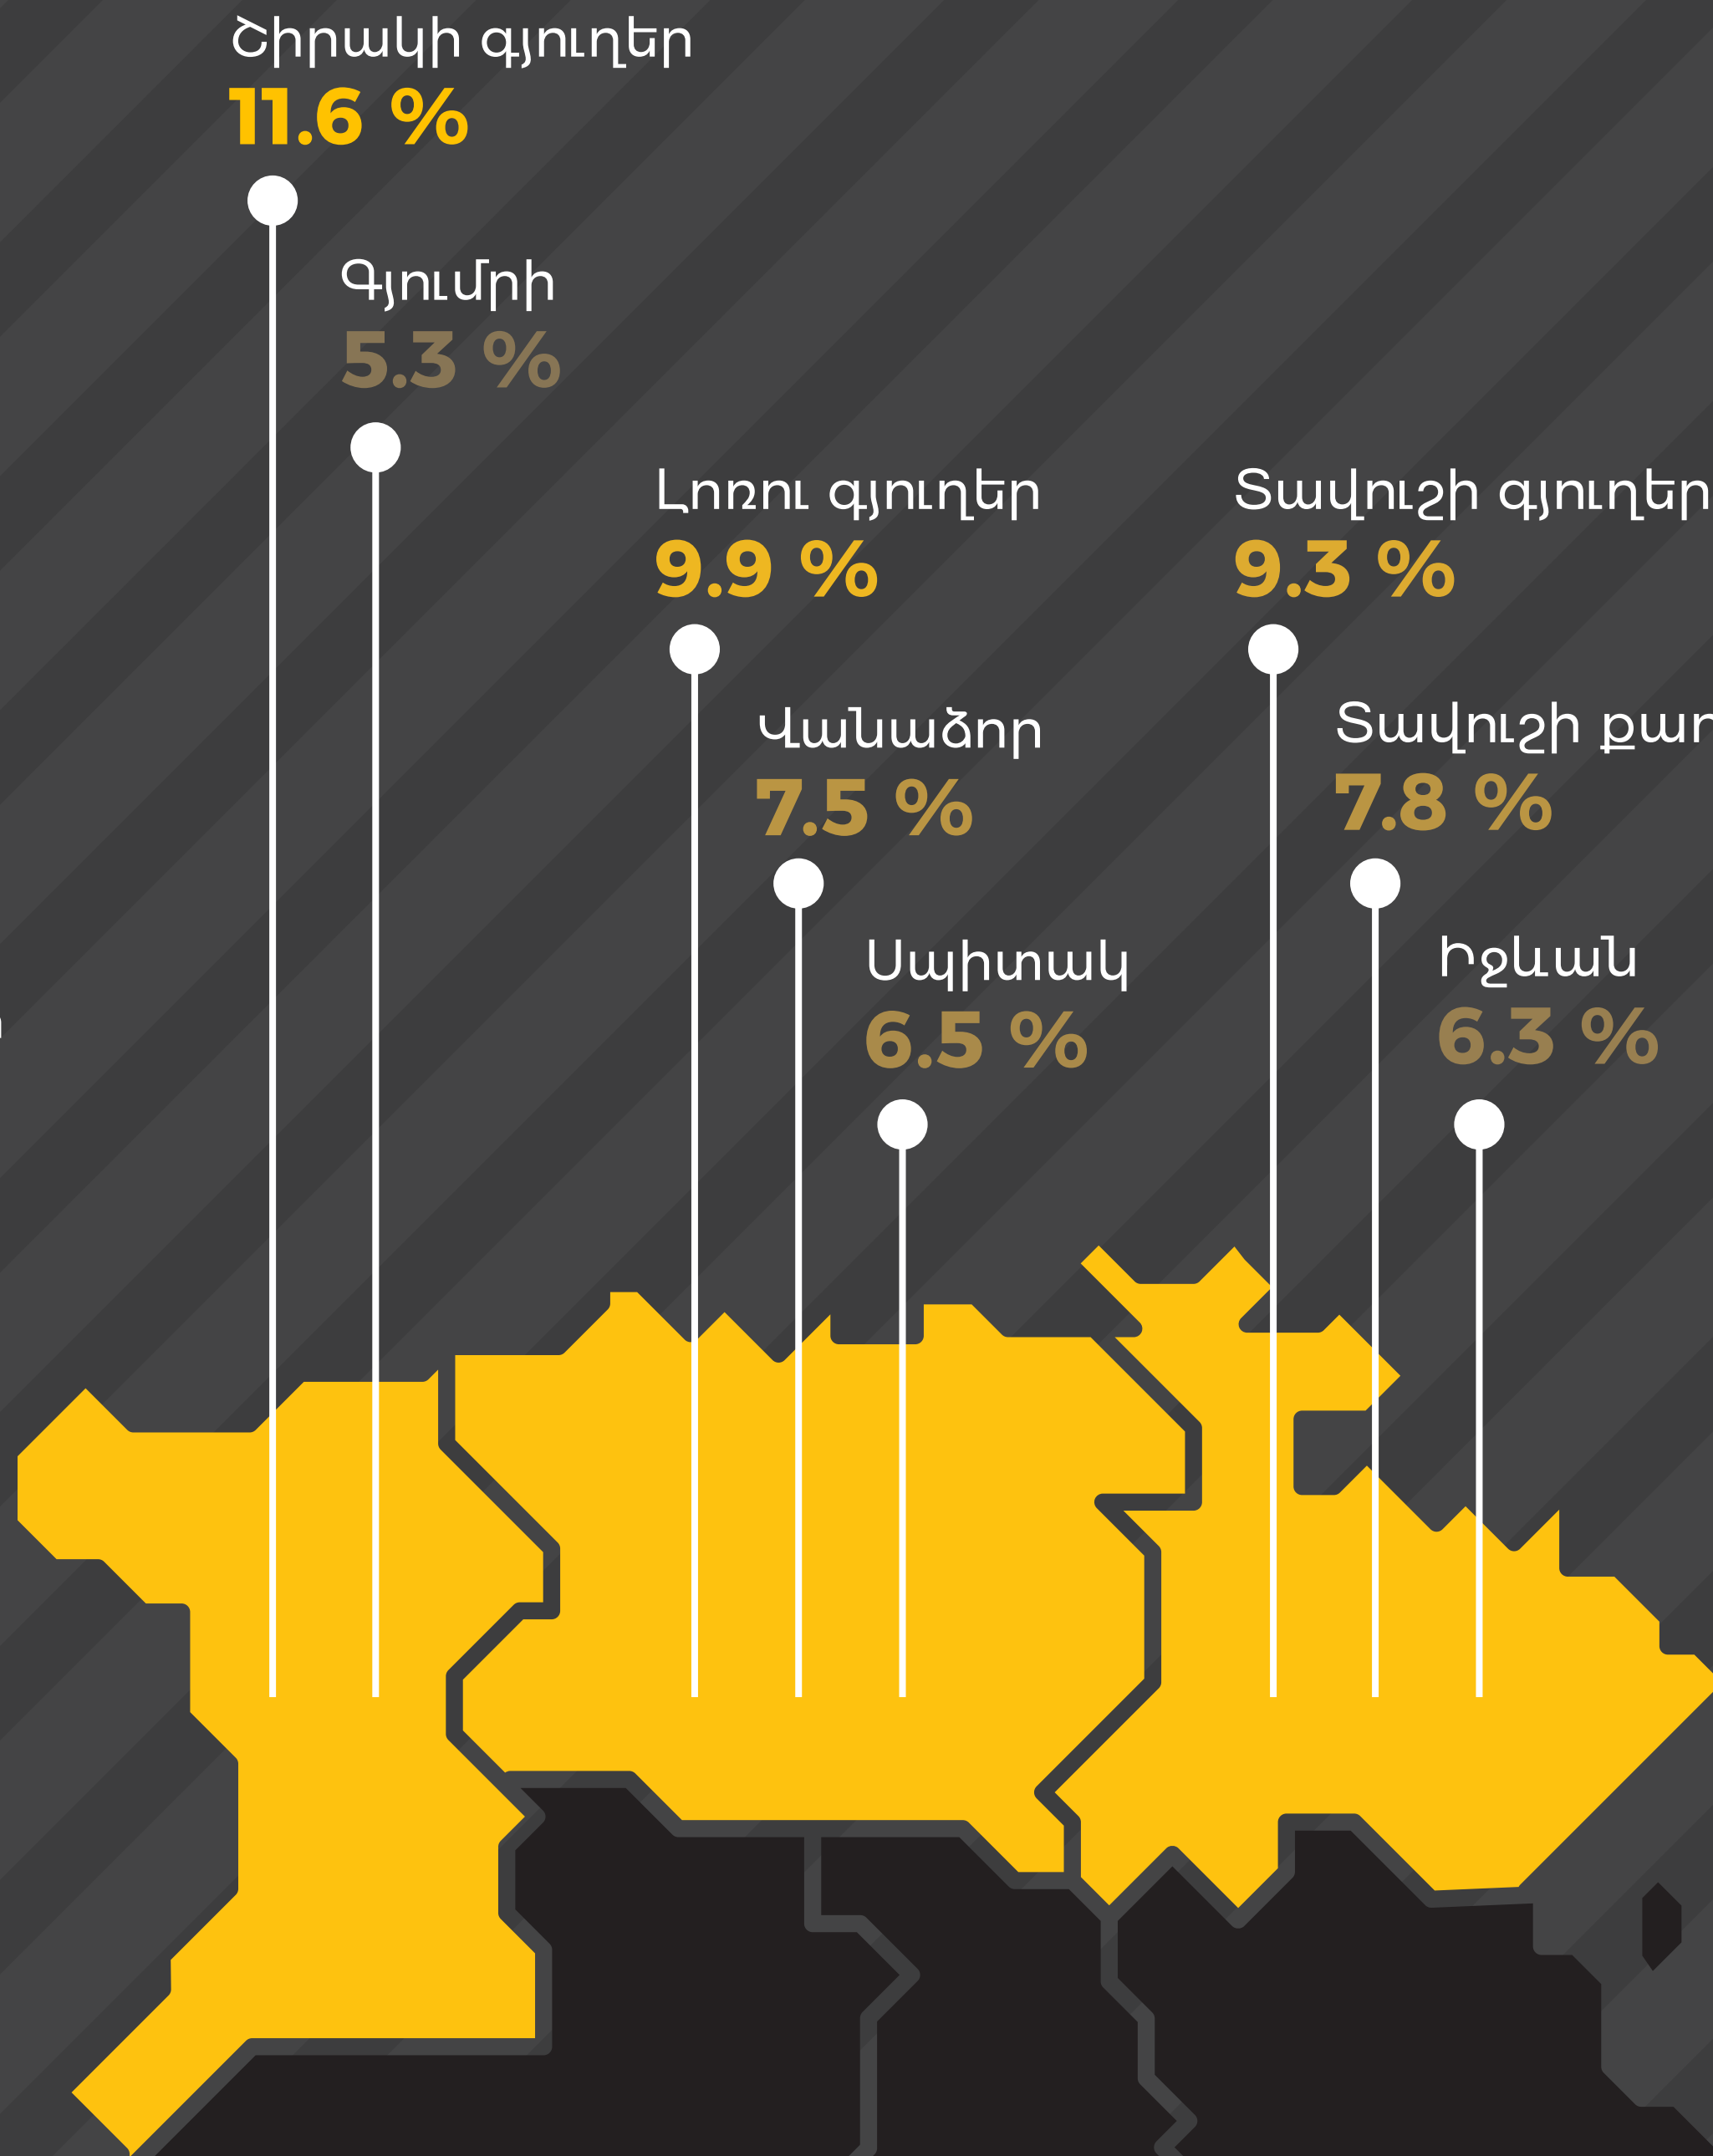 Շիրակի գյուղեր
11.6 %
Գյումրի
5.3 %
Լոռու գյուղեր
9.9 %
Տավուշի գյուղեր
9.3 %
Վանաձոր
7.5 %
Տավուշի
7.8 %
Սպիտակ
6.5 %
Իջևան
6.3 %